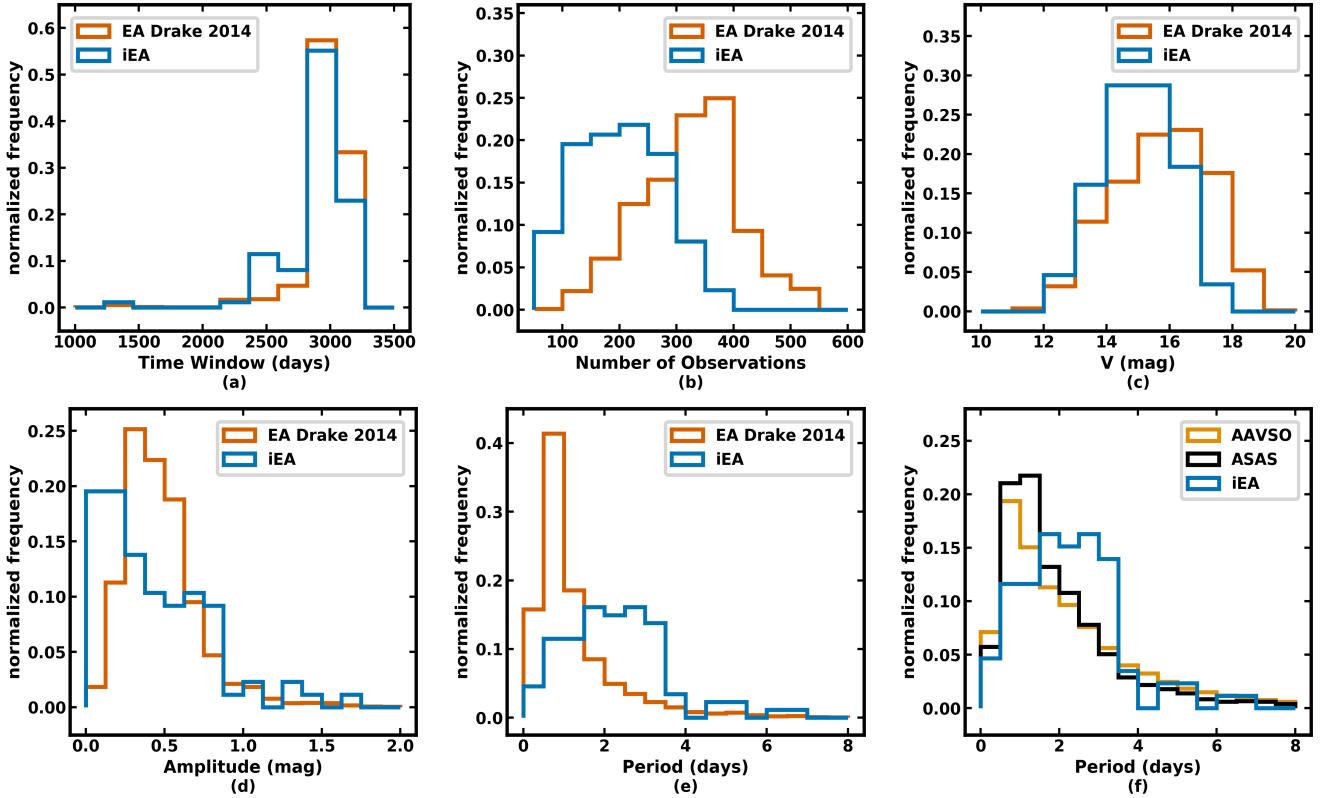 EA Drake 2014
iEA
normalized frequency
0.6
0.5
0.4
0.3
0.2
0.1
0.0
1000 1500 2000 2500 3000 3500
Time Window (days)
(a)
EA Drake 2014
iEA
normalized frequency
0.35
0.30
0.25
0.20
0.15
0.10
0.05
0.00
100 200 300 400 500 600
Number of Observations
(b)
EA Drake 2014
iEA
normalized frequency
0.35
0.30
0.25
0.20
0.15
0.10
0.05
0.00
10 12 14 16 18 20
V (mag)
(c)
EA Drake 2014
iEA
normalized frequency
0.25
0.20
0.15
0.10
0.05
0.00
0.0 0.5 1.0 1.5 2.0
Amplitude (mag)
(d)
EA Drake 2014
iEA
normalized frequency
0.4
0.3
0.2
0.1
0.0
0 2 4 6 8
Period (days)
(e)
AAVSO
ASAS
iEA
normalized frequency
0.25
0.20
0.15
0.10
0.05
0.00
0 2 4 6 8
Period (days)
(f)